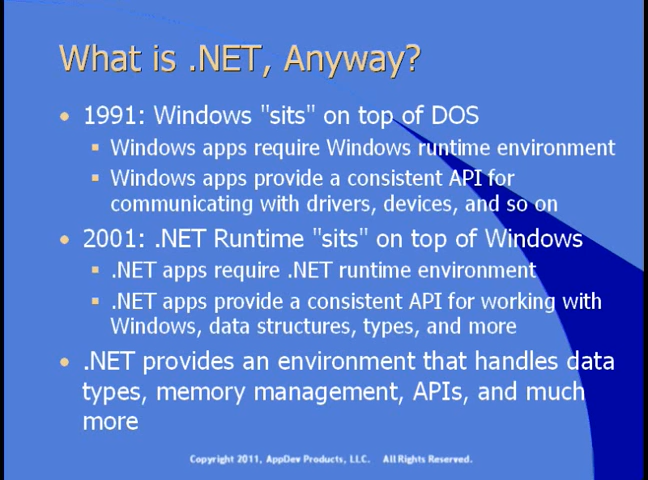 What is .NET, Anyway?
• 1991: Windows "sits" on top of DOS
▪ Windows apps require Windows runtime environment
▪ Windows apps provide a consistent API for
communicating with drivers, devices, and so on
• 2001: .NET Runtime "sits" on top of Windows
▪ .NET apps require .NET runtime environment
▪ .NET apps provide a consistent API for working with
Windows, data structures, types, and more
• .NET provides an environment that handles data
types, memory management, APIs, and much
more
Copyright 2011, AppDev Products, LLC. All Rights Reserved.